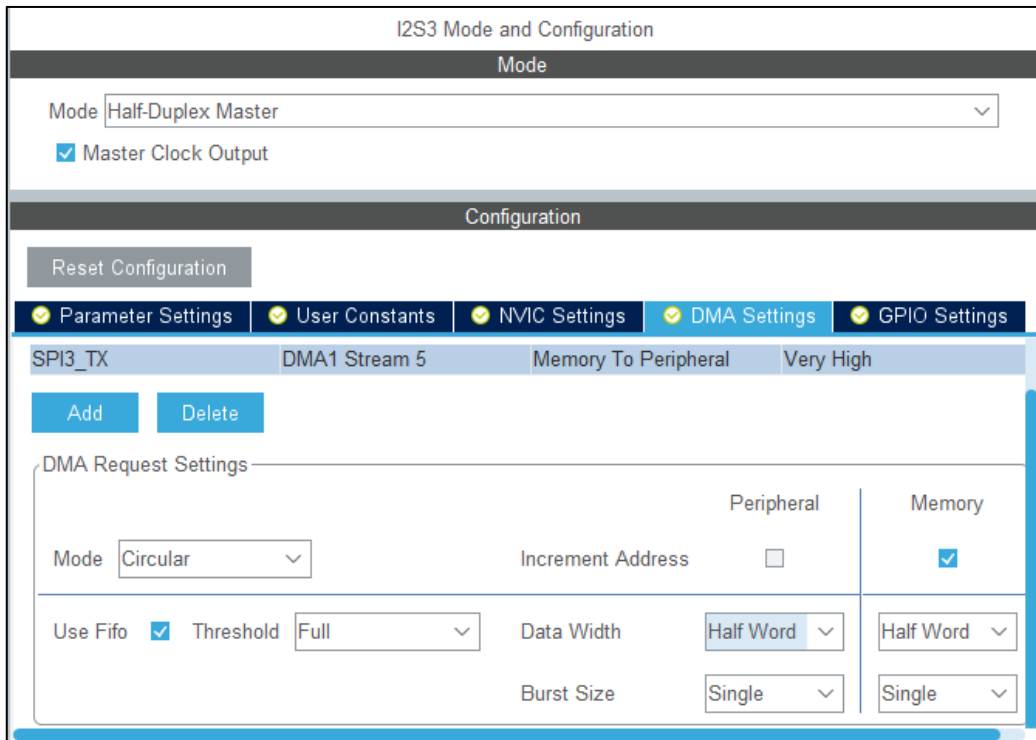 I2S3 Mode and Configuration
Mode
Mode Half-Duplex Master
Master Clock Output
Configuration
Reset Configuration
Parameter Settings User Constants NVIC Settings DMA Settings GPIO Settings
SPI3_TX DMA1 Stream 5 Memory To Peripheral Very High
Add Delete
DMA Request Settings
Peripheral Memory
Mode Circular Increment Address
Use Fifo Threshold Full Data Width Half Word Half Word
Burst Size Single Single